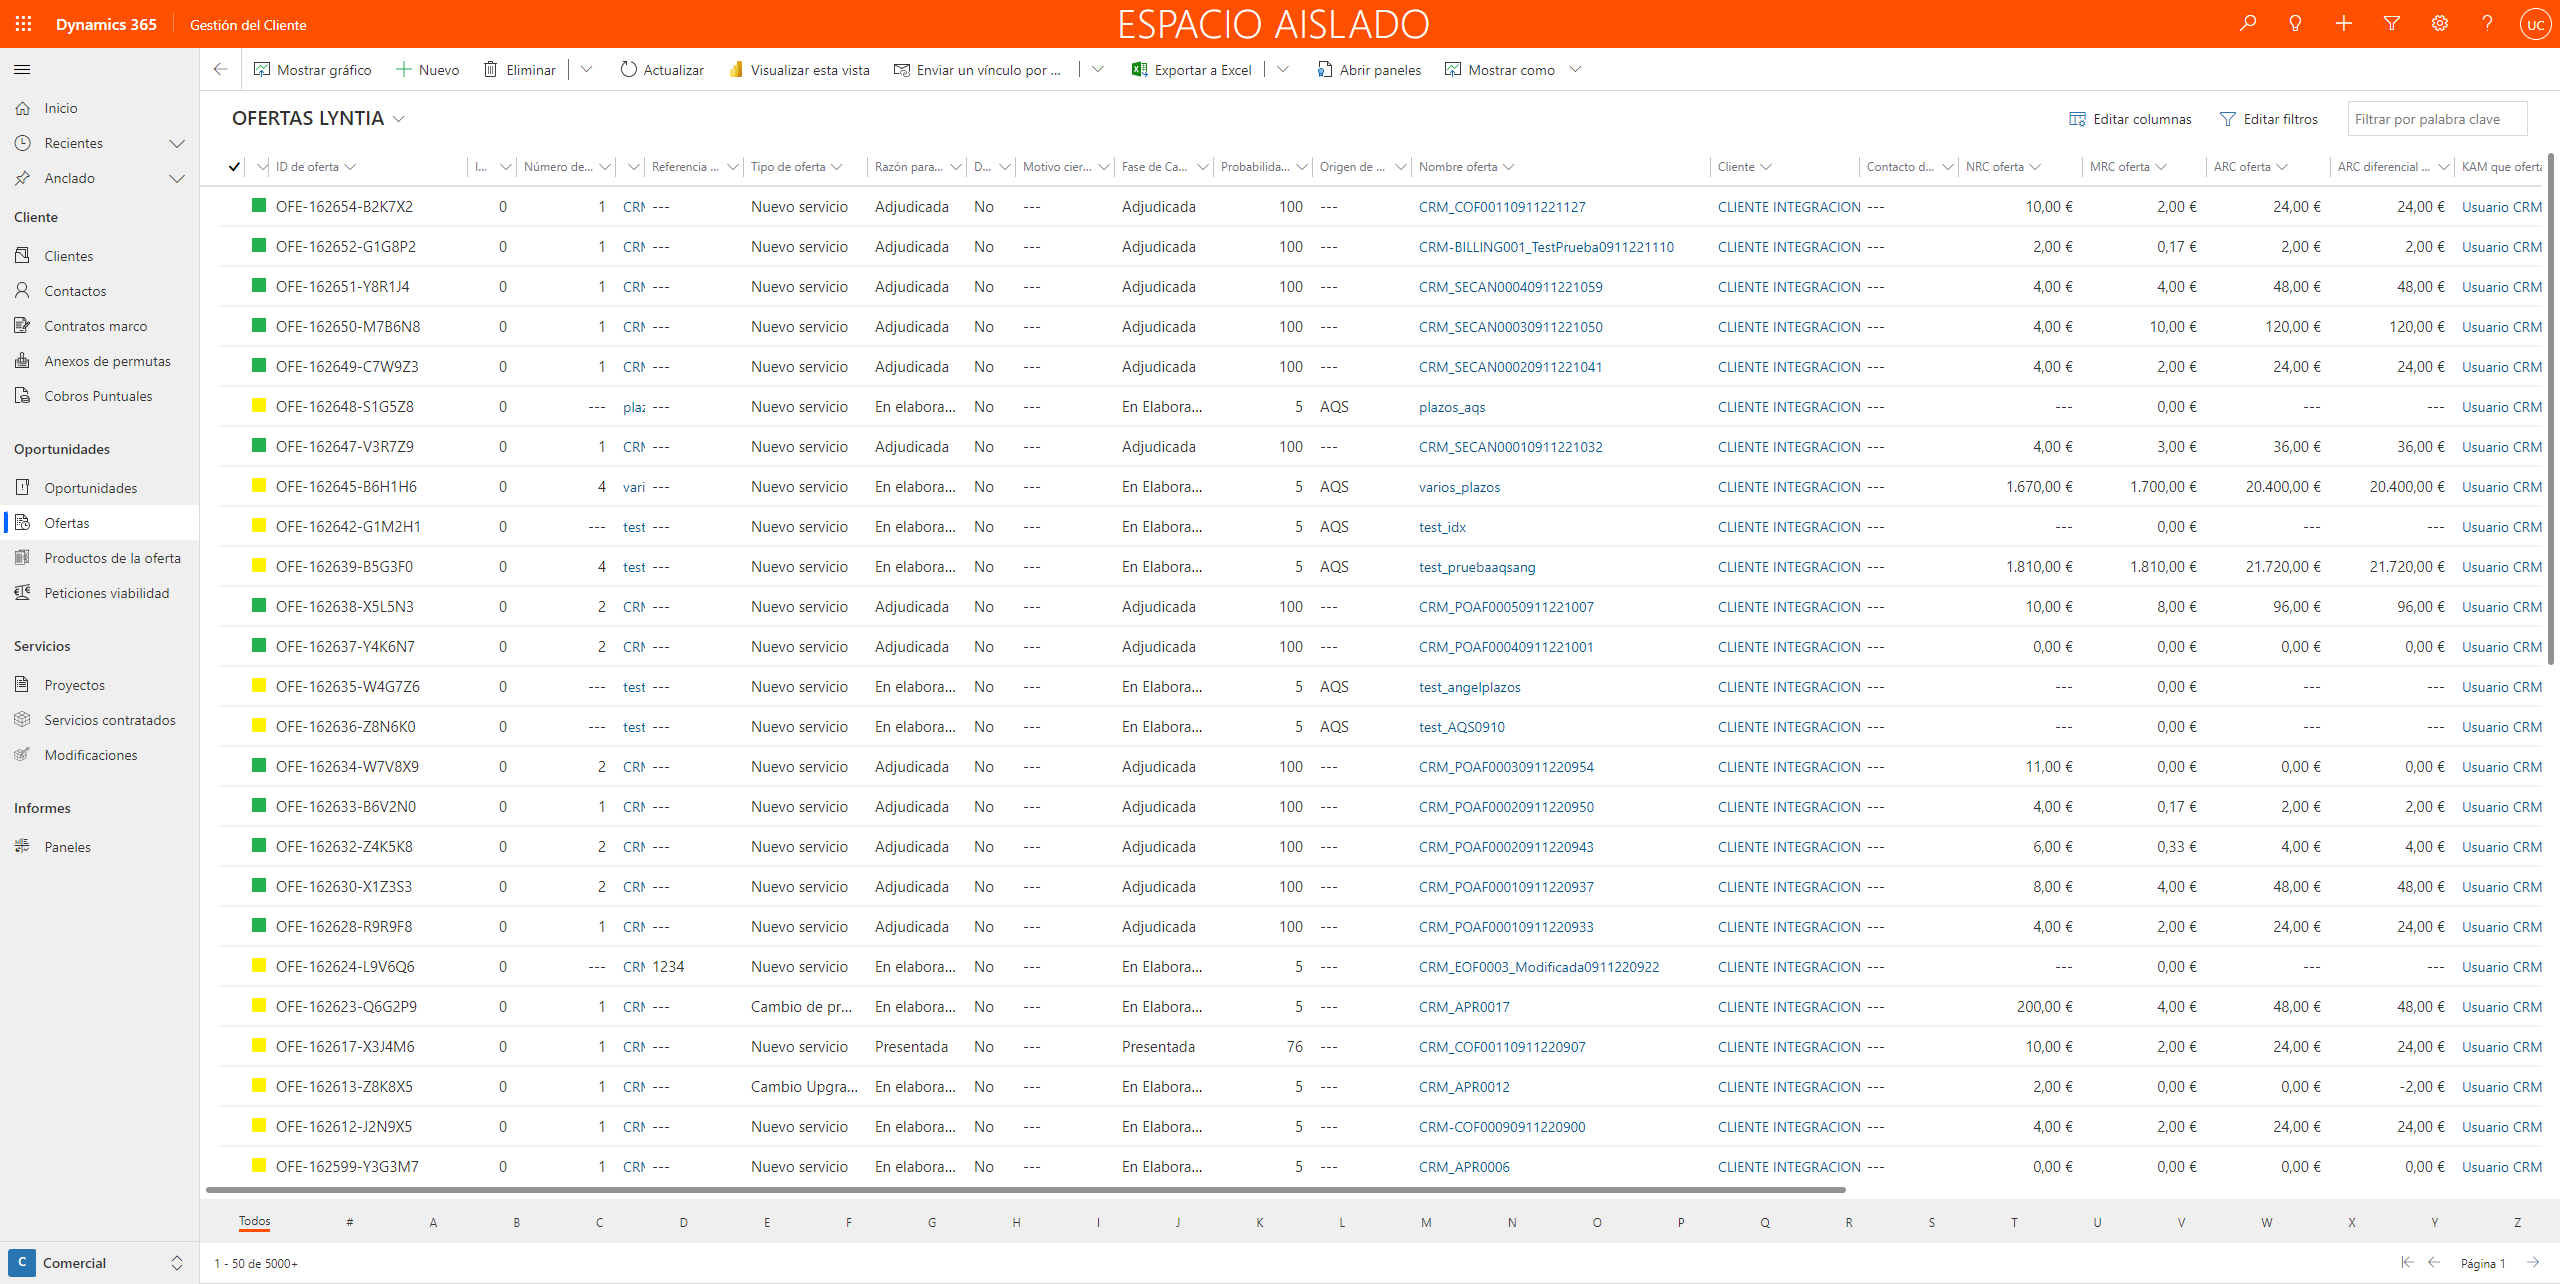 Dynamics 365 Gestión del Cliente ESPACIO AISLADO UC
Mostrar gráfico Nuevo Eliminar Actualizar Visualizar esta vista Enviar un vínculo por ... Exportar a Excel Abrir paneles Mostrar como
Inicio
Recientes
Anclado
Cliente
Clientes
Contactos
Contratos marco
Anexos de permutas
Cobros Puntuales
Oportunidades
Oportunidades
Ofertas
Productos de la oferta
Peticiones viabilidad
Servicios
Proyectos
Servicios contratados
Modificaciones
Informes
Paneles
C Comercial
OFERTAS LYNTIA Editar columnas Editar filtros Filtrar por palabra clave
ID de oferta I... Número de... Referencia ... Tipo de oferta Razón para... D... Motivo cier... Fase de Ca... Probabilida... Origen de ... Nombre oferta Cliente Contacto d... NRC oferta MRC oferta ARC oferta ARC diferencial ... KAM que oferta
OFE-162654-B2K7X2 0 1 CRM --- Nuevo servicio Adjudicada No --- Adjudicada 100 --- CRM_COF00110911221127 CLIENTE INTEGRACION --- 10,00 € 2,00 € 24,00 € 24,00 € Usuario CRM
OFE-162652-G1G8P2 0 1 CRM --- Nuevo servicio Adjudicada No --- Adjudicada 100 --- CRM-BILLING001_TestPrueba0911221110 CLIENTE INTEGRACION --- 2,00 € 0,17 € 2,00 € 2,00 € Usuario CRM
OFE-162651-Y8R1J4 0 1 CRM --- Nuevo servicio Adjudicada No --- Adjudicada 100 --- CRM_SECAN00040911221059 CLIENTE INTEGRACION --- 4,00 € 4,00 € 48,00 € 48,00 € Usuario CRM
OFE-162650-M7B6N8 0 1 CRM --- Nuevo servicio Adjudicada No --- Adjudicada 100 --- CRM_SECAN00030911221050 CLIENTE INTEGRACION --- 4,00 € 10,00 € 120,00 € 120,00 € Usuario CRM
OFE-162649-C7W9Z3 0 1 CRM --- Nuevo servicio Adjudicada No --- Adjudicada 100 --- CRM_SECAN00020911221041 CLIENTE INTEGRACION --- 4,00 € 2,00 € 24,00 € 24,00 € Usuario CRM
OFE-162648-S1G5Z8 0 --- plaz --- Nuevo servicio En elabora... No --- En Elabora... 5 AQS plazos_aqs CLIENTE INTEGRACION --- --- 0,00 € --- --- Usuario CRM
OFE-162647-V3R7Z9 0 1 CRM --- Nuevo servicio Adjudicada No --- Adjudicada 100 --- CRM_SECAN00010911221032 CLIENTE INTEGRACION --- 4,00 € 3,00 € 36,00 € 36,00 € Usuario CRM
OFE-162645-B6H1H6 0 4 vari --- Nuevo servicio En elabora... No --- En Elabora... 5 AQS varios_plazos CLIENTE INTEGRACION --- 1.670,00 € 1.700,00 € 20.400,00 € 20.400,00 € Usuario CRM
OFE-162642-G1M2H1 0 --- test --- Nuevo servicio En elabora... No --- En Elabora... 5 AQS test_idx CLIENTE INTEGRACION --- --- 0,00 € --- --- Usuario CRM
OFE-162639-B5G3F0 0 4 test --- Nuevo servicio En elabora... No --- En Elabora... 5 AQS test_pruebaaqsang CLIENTE INTEGRACION --- 1.810,00 € 1.810,00 € 21.720,00 € 21.720,00 € Usuario CRM
OFE-162638-X5L5N3 0 2 CRM --- Nuevo servicio Adjudicada No --- Adjudicada 100 --- CRM_POAF00050911221007 CLIENTE INTEGRACION --- 10,00 € 8,00 € 96,00 € 96,00 € Usuario CRM
OFE-162637-Y4K6N7 0 2 CRM --- Nuevo servicio Adjudicada No --- Adjudicada 100 --- CRM_POAF00040911221001 CLIENTE INTEGRACION --- 0,00 € 0,00 € 0,00 € 0,00 € Usuario CRM
OFE-162635-W4G7Z6 0 --- test --- Nuevo servicio En elabora... No --- En Elabora... 5 AQS test_angelplazos CLIENTE INTEGRACION --- --- 0,00 € --- --- Usuario CRM
OFE-162636-Z8N6K0 0 --- test --- Nuevo servicio En elabora... No --- En Elabora... 5 AQS test_AQS0910 CLIENTE INTEGRACION --- --- 0,00 € --- --- Usuario CRM
OFE-162634-W7V8X9 0 2 CRM --- Nuevo servicio Adjudicada No --- Adjudicada 100 --- CRM_POAF00030911220954 CLIENTE INTEGRACION --- 11,00 € 0,00 € 0,00 € 0,00 € Usuario CRM
OFE-162633-B6V2N0 0 1 CRM --- Nuevo servicio Adjudicada No --- Adjudicada 100 --- CRM_POAF00020911220950 CLIENTE INTEGRACION --- 4,00 € 0,17 € 2,00 € 2,00 € Usuario CRM
OFE-162632-Z4K5K8 0 2 CRM --- Nuevo servicio Adjudicada No --- Adjudicada 100 --- CRM_POAF00020911220943 CLIENTE INTEGRACION --- 6,00 € 0,33 € 4,00 € 4,00 € Usuario CRM
OFE-162630-X1Z3S3 0 2 CRM --- Nuevo servicio Adjudicada No --- Adjudicada 100 --- CRM_POAF00010911220937 CLIENTE INTEGRACION --- 8,00 € 4,00 € 48,00 € 48,00 € Usuario CRM
OFE-162628-R9R9F8 0 1 CRM --- Nuevo servicio Adjudicada No --- Adjudicada 100 --- CRM_POAF00010911220933 CLIENTE INTEGRACION --- 4,00 € 2,00 € 24,00 € 24,00 € Usuario CRM
OFE-162624-L9V6Q6 0 --- CRM 1234 Nuevo servicio En elabora... No --- En Elabora... 5 --- CRM_EOF0003_Modificada0911220922 CLIENTE INTEGRACION --- --- 0,00 € --- --- Usuario CRM
OFE-162623-Q6G2P9 0 1 CRM --- Cambio de pr... En elabora... No --- En Elabora... 5 --- CRM_APR0017 CLIENTE INTEGRACION --- 200,00 € 4,00 € 48,00 € 48,00 € Usuario CRM
OFE-162617-X3J4M6 0 1 CRM --- Nuevo servicio Presentada No --- Presentada 76 --- CRM_COF00110911220907 CLIENTE INTEGRACION --- 10,00 € 2,00 € 24,00 € 24,00 € Usuario CRM
OFE-162613-Z8K8X5 0 1 CRM --- Cambio Upgra... En elabora... No --- En Elabora... 5 --- CRM_APR0012 CLIENTE INTEGRACION --- 2,00 € 0,00 € 0,00 € -2,00 € Usuario CRM
OFE-162612-J2N9X5 0 1 CRM --- Nuevo servicio En elabora... No --- En Elabora... 5 --- CRM-COF00090911220900 CLIENTE INTEGRACION --- 4,00 € 2,00 € 24,00 € 24,00 € Usuario CRM
OFE-162599-Y3G3M7 0 1 CRM --- Nuevo servicio En elabora... No --- En Elabora... 5 --- CRM_APR0006 CLIENTE INTEGRACION --- 0,00 € 0,00 € 0,00 € 0,00 € Usuario CRM
Todos # A B C D E F G H I J K L M N O P Q R S T U V W X Y Z
1 - 50 de 5000+ Página 1